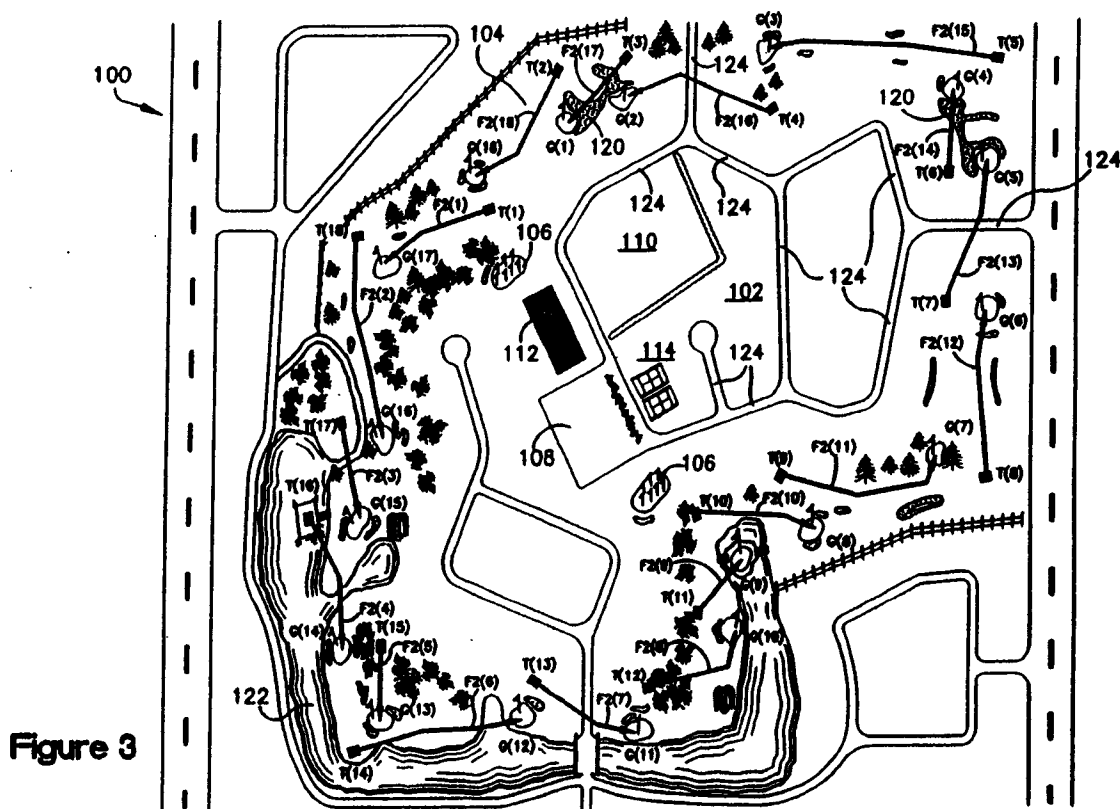 G(3)
F2(15)
T(5)
104
F2(17)
T(3)
100
T(2)
124
G(4)
F2(18)
120
G(2)
F2(16)
T(4)
G(1)
120
F2(14)
G(18)
T(6)
G(5)
124
F2(1)
T(1)
124
124
T(18)
106
110
G(17)
124
F2(13)
F2(2)
102
T(7)
G(6)
112
F2(12)
114
124
G(16)
T(17)
G(7)
108
106
T(9)
F2(11)
F2(3)
T(8)
T(16)
G(15)
T(10)
F2(10)
G(8)
F2(9)
G(9)
T(11)
F2(4)
G(14)
T(15)
G(10)
F2(5)
F2(8)
T(13)
T(12)
F2(6)
122
G(13)
F2(7)
Figure 3
G(12)
G(11)
T(14)